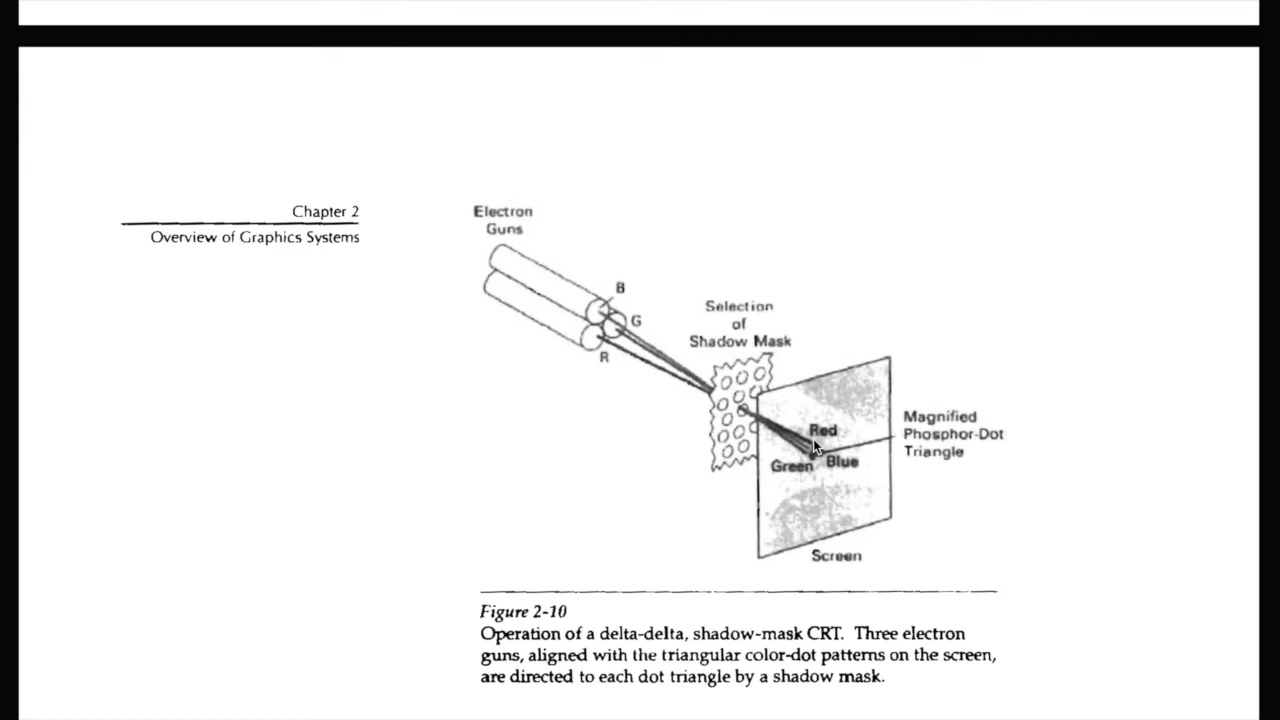 Chapter 2
Overview of Graphics Systems
Electron
Guns
B
G
R
Selection
of
Shadow Mask
Red
Green
Blue
Magnified
Phosphor-Dot
Triangle
Screen
Figure 2-10
Operation of a delta-delta, shadow-mask CRT. Three electron
guns, aligned with the triangular color-dot patterns on the screen,
are directed to each dot triangle by a shadow mask.